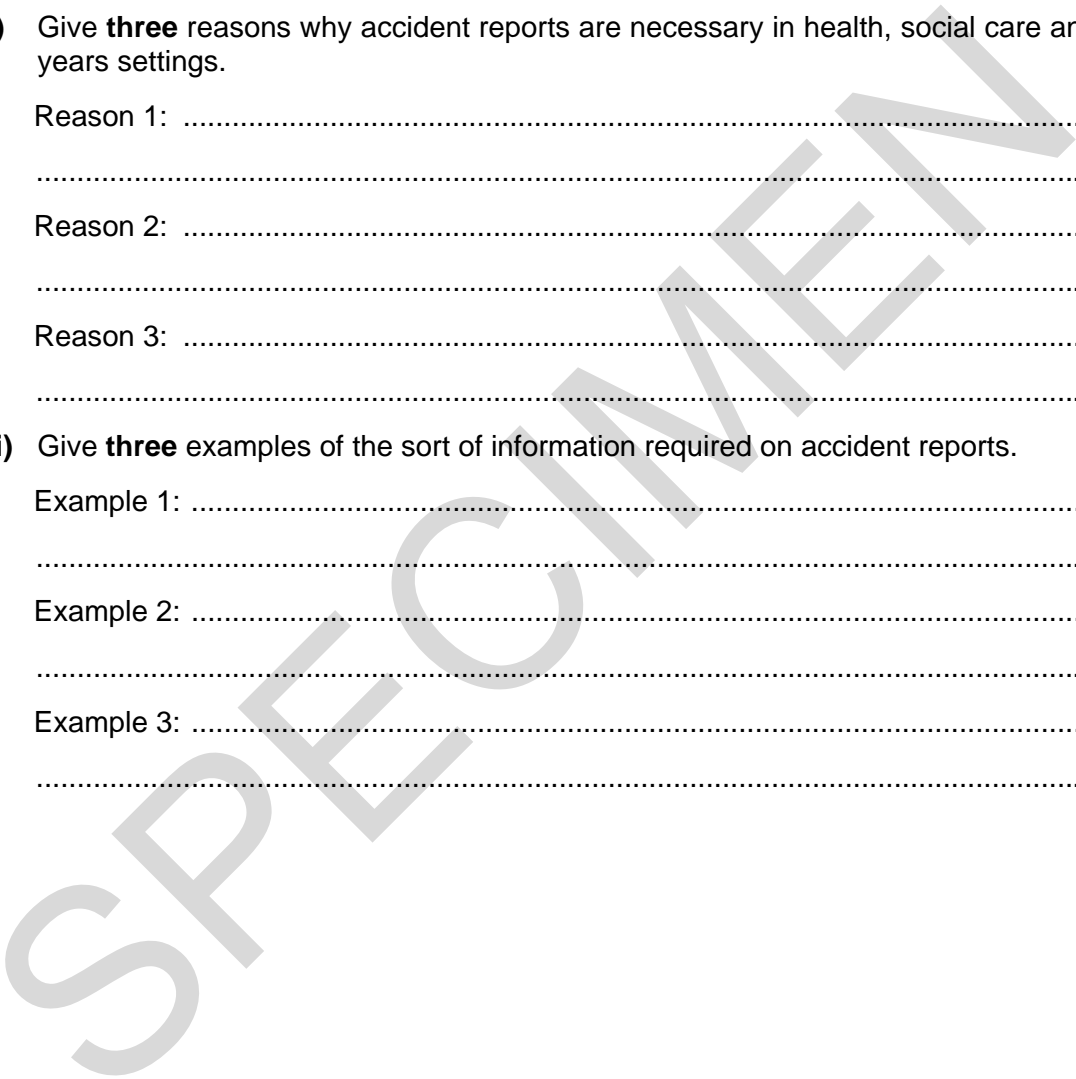 ) Give three reasons why accident reports are necessary in health, social care
years settings.
Reason 1: ..........................................................................................................
..........................................................................................................
Reason 2: ..........................................................................................................
..........................................................................................................
Reason 3: ..........................................................................................................
..........................................................................................................
i) Give three examples of the sort of information required on accident reports.
Example 1: ..........................................................................................................
..........................................................................................................
Example 2: ..........................................................................................................
..........................................................................................................
Example 3: ..........................................................................................................
..........................................................................................................
SPECIMEN